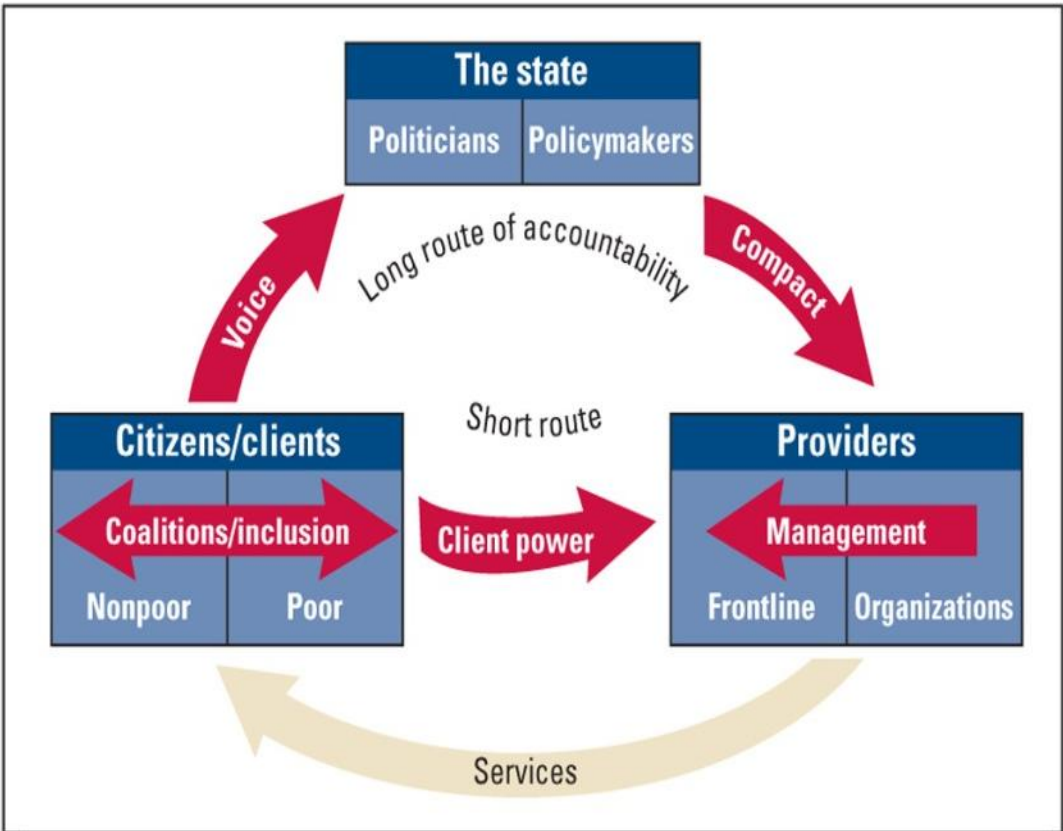 The state
Politicians
Policymakers
Long route of accountability
Voice
Compact
Short route
Citizens/clients
Coalitions/inclusion
Nonpoor
Poor
Client power
Providers
Management
Frontline
Organizations
Services